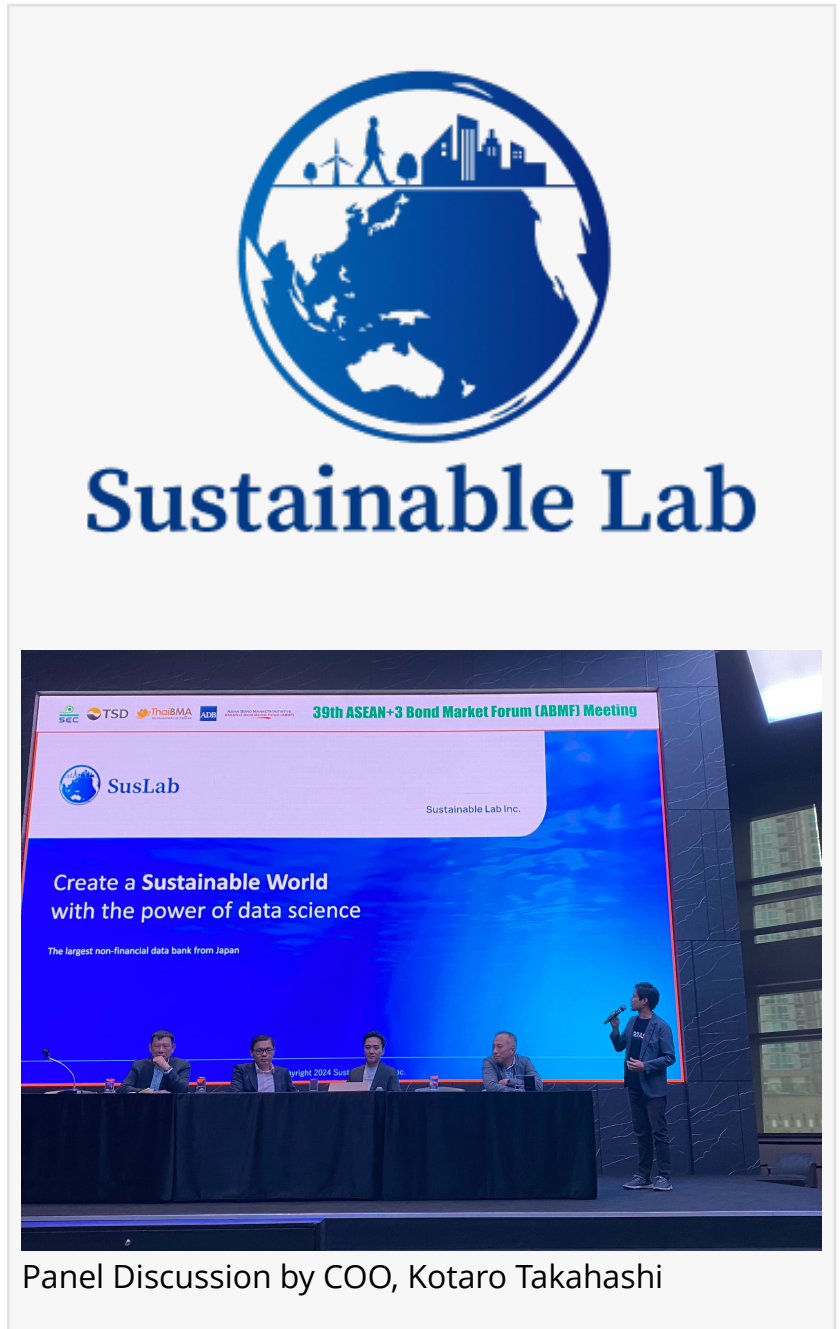 Sustainable Lab
SEC TSD ThaiBMA ADB 39th ASEAN+3 Bond Market Forum (ABMF) Meeting
SusLab
Sustainable Lab Inc.
Create a Sustainable World
with the power of data science
The largest non-financial data bank from Japan
Panel Discussion by COO, Kotaro Takahashi